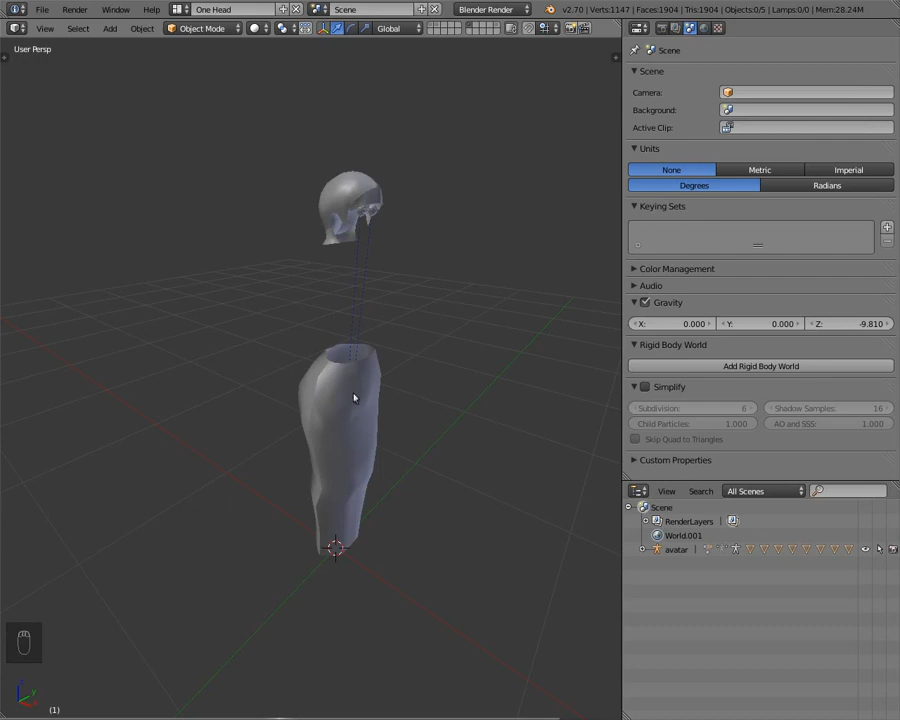 File Render Window Help One Head Scene Blender Render v2.70 | Verts:1147 | Faces:1904 | Tris:1904 | Objects:0/5 | Lamps:0/0 | Mem:28.24M
View Select Add Object Object Mode Global
User Persp
Scene
Scene
Camera:
Background:
Active Clip:
Units
None Metric Imperial
Degrees Radians
Keying Sets
Color Management
Audio
Gravity
X: 0.000 Y: 0.000 Z: -9.810
Rigid Body World
Add Rigid Body World
Simplify
Subdivision: 6 Shadow Samples: 16
Child Particles: 1.000 AO and SSS: 1.000
Skip Quad to Triangles
Custom Properties
View Search All Scenes
Scene
RenderLayers |
World.001
avatar |
z
y
(1)